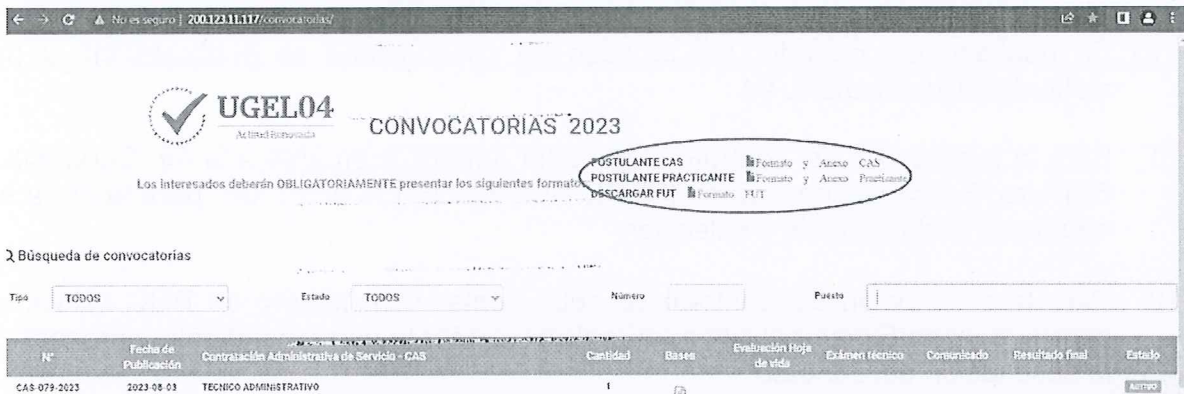 No es seguro | 200.123.11.117/convocatorias/
UGEL04
Actitud Renovada
CONVOCATORIAS 2023
Los interesados deberán OBLIGATORIAMENTE presentar los siguientes formatos
POSTULANTE CAS Formato y Anexo CAS
POSTULANTE PRACTICANTE Formato y Anexo Practicante
DESCARGAR FUT Formato FUT
Búsqueda de convocatorias
Tipo TODOS Estado TODOS Número Puesto
N° Fecha de Publicación Contratación Administrativa de Servicio - CAS Cantidad Bases Evaluación Hoja de vida Exámen técnico Comunicado Resultado final Estado
CAS-079-2023 2023-08-03 TECNICO ADMINISTRATIVO 1 ACTIVO